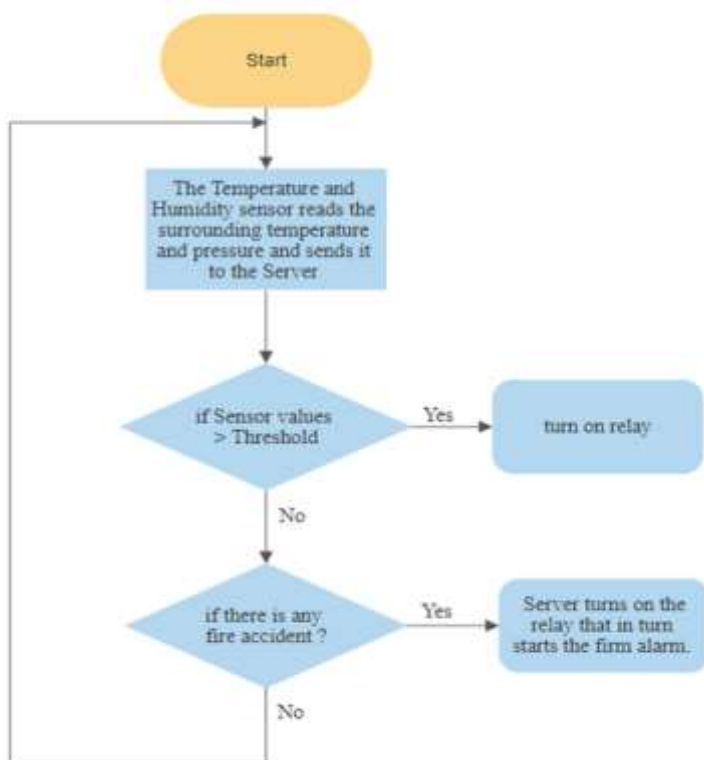 Start
The Temperature and
Humidity sensor reads the
surrounding temperature
and pressure and sends it
to the Server
if Sensor values
> Threshold
Yes
turn on relay
No
if there is any
fire accident ?
Yes
Server turns on the
relay that in turn
starts the firm alarm.
No